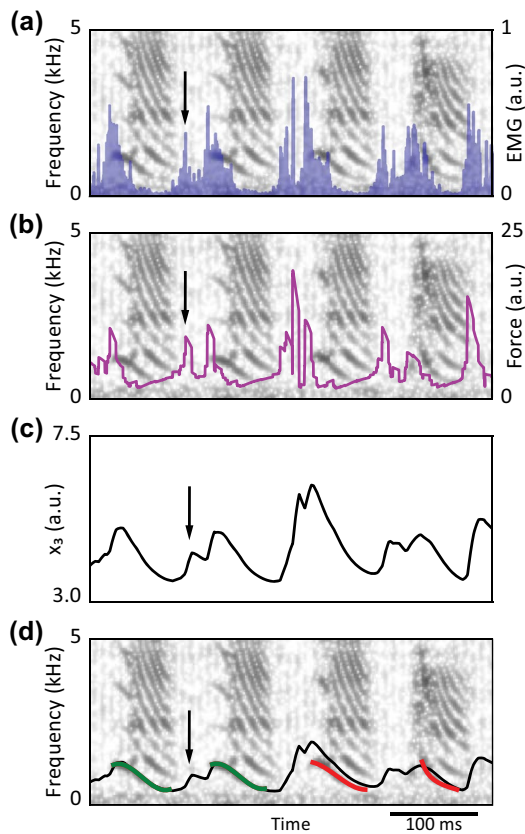 (a)
5
1
Frequency (kHz)
EMG (a.u.)
0
0
(b)
5
25
Frequency (kHz)
Force (a.u.)
0
0
(c)
7.5
x₃ (a.u.)
3.0
(d)
5
Frequency (kHz)
0
Time
100 ms